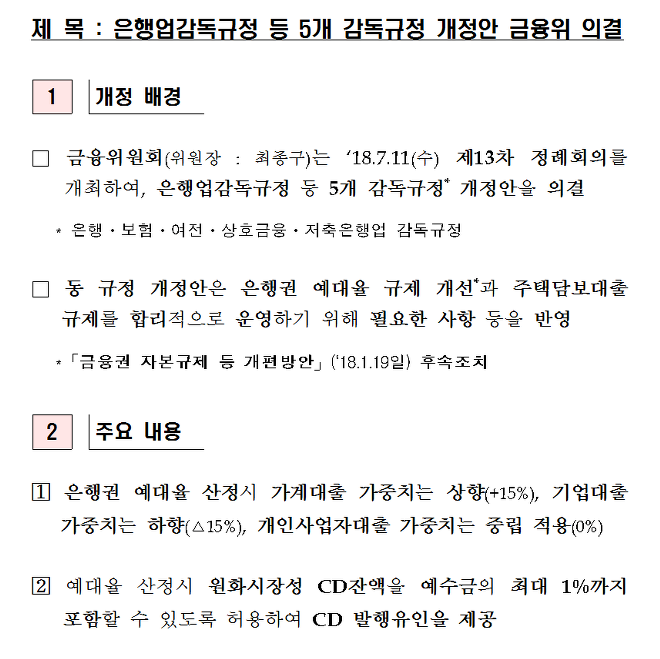 제 목 : 은행업감독규정 등 5개 감독규정 개정안 금융위 의결
1 개정 배경
□ 금융위원회(위원장 : 최종구)는 ‘18.7.11(수) 제13차 정례회의를
개최하여, 은행업감독규정 등 5개 감독규정* 개정안을 의결
* 은행・보험・여전・상호금융・저축은행업 감독규정
□ 동 규정 개정안은 은행권 예대율 규제 개선*과 주택담보대출
규제를 합리적으로 운영하기 위해 필요한 사항 등을 반영
*「금융권 자본규제 등 개편방안」(‘18.1.19일) 후속조치
2 주요 내용
1 은행권 예대율 산정시 가계대출 가중치는 상향(+15%), 기업대출
가중치는 하향(△15%), 개인사업자대출 가중치는 중립 적용(0%)
2 예대율 산정시 원화시장성 CD잔액을 예수금의 최대 1%까지
포함할 수 있도록 허용하여 CD 발행유인을 제공